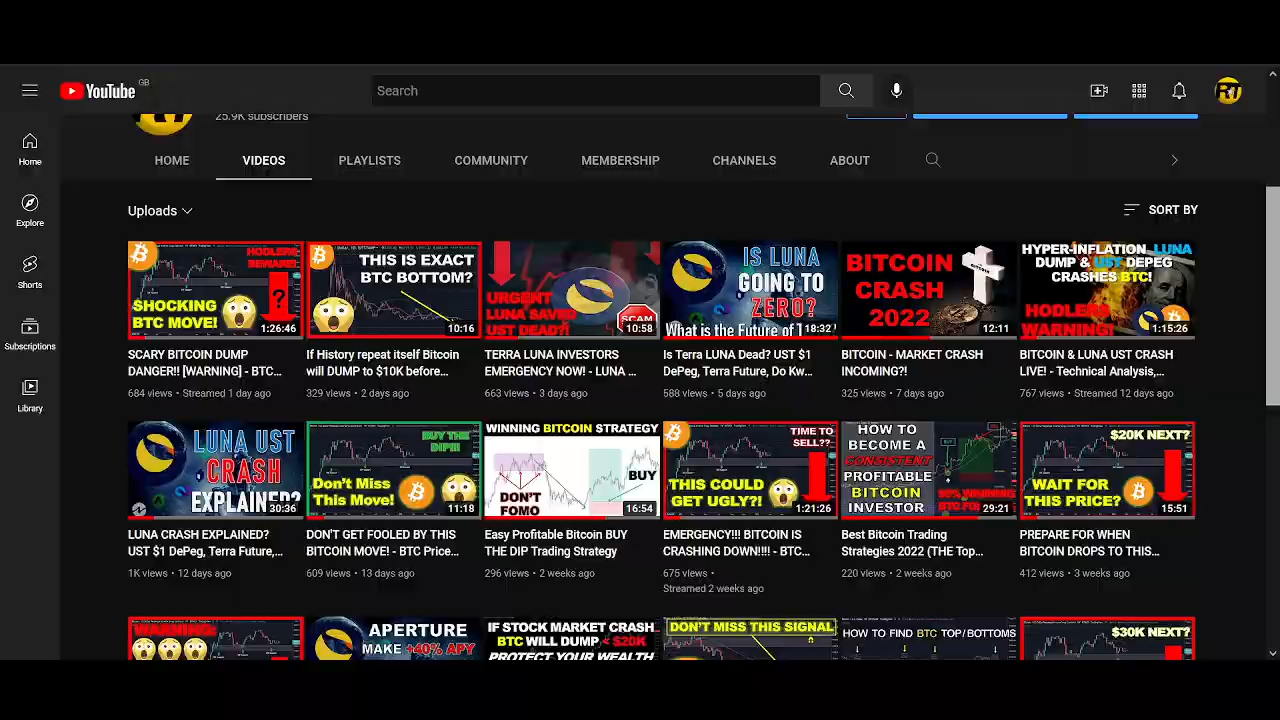 YouTube GB
Search
RT
Home
Explore
Shorts
Subscriptions
Library
25.9K subscribers
HOME VIDEOS PLAYLISTS COMMUNITY MEMBERSHIP CHANNELS ABOUT
Uploads
SORT BY
HODLERS
BEWARE!
SHOCKING
BTC MOVE!
?
1:26:46
SCARY BITCOIN DUMP
DANGER!! [WARNING] - BTC...
684 views • Streamed 1 day ago
THIS IS EXACT
BTC BOTTOM?
10:16
If History repeat itself Bitcoin
will DUMP to $10K before...
329 views • 2 days ago
URGENT
LUNA SAVED
UST DEAD?!
SCAM
10:58
TERRA LUNA INVESTORS
EMERGENCY NOW! - LUNA ...
663 views • 3 days ago
IS LUNA
GOING TO
ZERO?
What is the Future of
18:32
Is Terra LUNA Dead? UST $1
DePeg, Terra Future, Do Kw...
588 views • 5 days ago
BITCOIN
CRASH
2022
12:11
BITCOIN - MARKET CRASH
INCOMING?!
325 views • 7 days ago
HYPER-INFLATION LUNA
DUMP & UST DEPEG
CRASHES BTC!
HODLERS
WARNING!
1:15:26
BITCOIN & LUNA UST CRASH
LIVE! - Technical Analysis,...
767 views • Streamed 12 days ago
LUNA UST
CRASH
EXPLAINED?
30:36
LUNA CRASH EXPLAINED?
UST $1 DePeg, Terra Future,...
1K views • 12 days ago
BUY THE
DIP!!!
Don't Miss
This Move!
11:18
DON'T GET FOOLED BY THIS
BITCOIN MOVE! - BTC Price...
609 views • 13 days ago
WINNING BITCOIN STRATEGY
BUY
DON'T
FOMO
16:54
Easy Profitable Bitcoin BUY
THE DIP Trading Strategy
296 views • 2 weeks ago
TIME TO
SELL??
THIS COULD
GET UGLY?!
1:21:26
EMERGENCY!!! BITCOIN IS
CRASHING DOWN!!!! - BTC...
675 views •
Streamed 2 weeks ago
HOW TO
BECOME A
CONSISTENT
PROFITABLE
BITCOIN
INVESTOR
29:21
Best Bitcoin Trading
Strategies 2022 (THE Top...
220 views • 2 weeks ago
$20K NEXT?
WAIT FOR
THIS PRICE?
15:51
PREPARE FOR WHEN
BITCOIN DROPS TO THIS...
412 views • 3 weeks ago
WARNING:
APERTURE
MAKE +40% APY
IF STOCK MARKET CRASH
BTC WILL DUMP < $20K
PROTECT YOUR WEALTH
DON'T MISS THIS SIGNAL
HOW TO FIND BTC TOP/BOTTOMS
$30K NEXT?